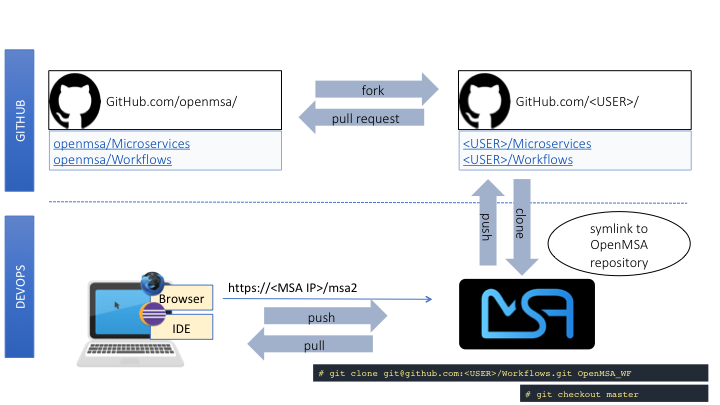 GITHUB
GitHub.com/openmsa/
openmsa/Microservices
openmsa/Workflows
fork
pull request
GitHub.com/<USER>/
<USER>/Microservices
<USER>/Workflows
push
clone
symlink to
OpenMSA
repository
DEVOPS
Browser
IDE
https://<MSA IP>/msa2
push
pull
MSA
# git clone git@github.com:<USER>/Workflows.git OpenMSA_WF
# git checkout master